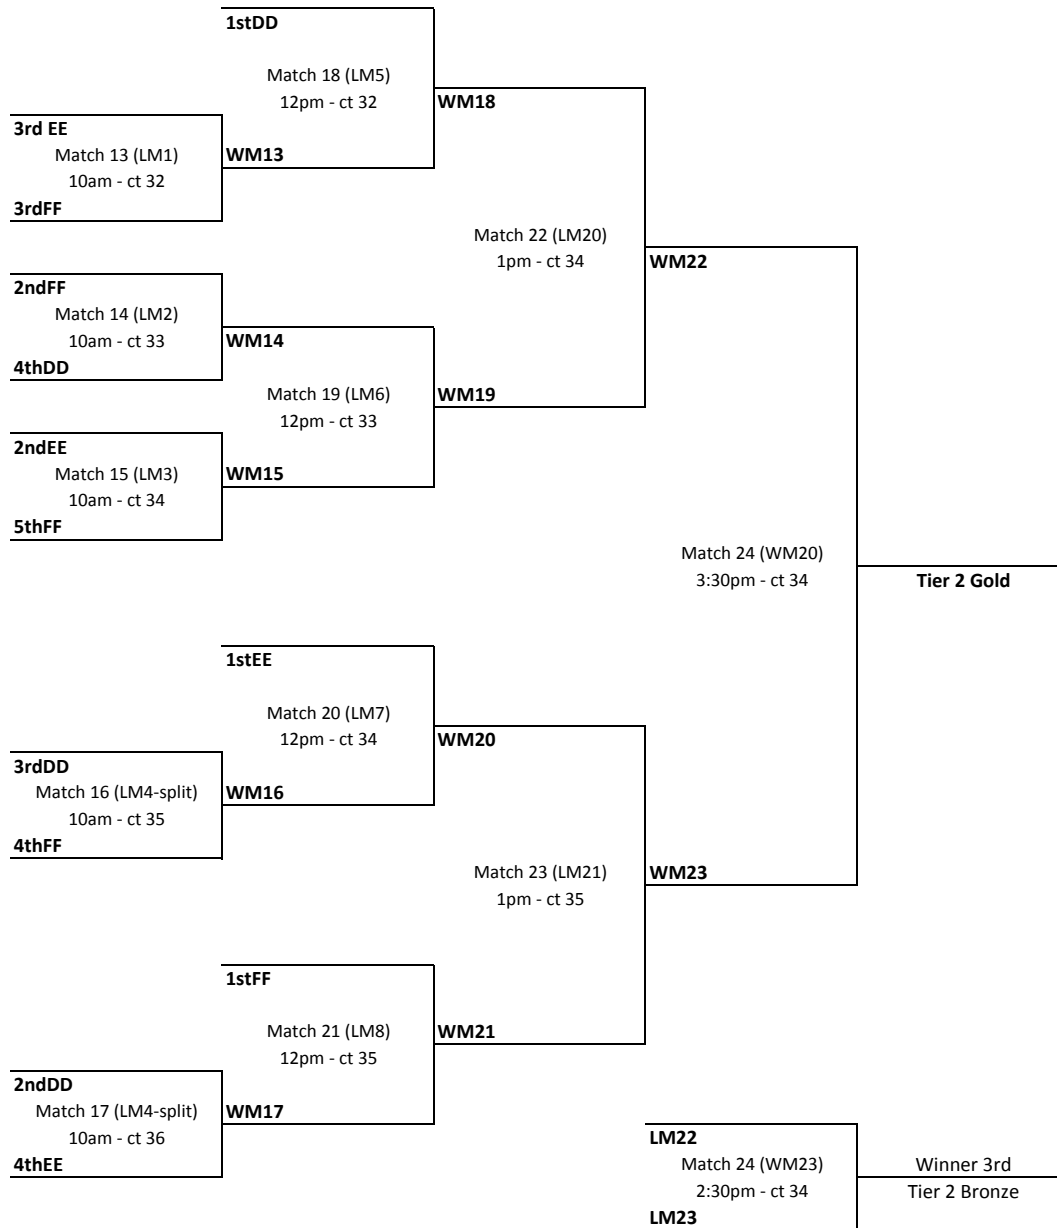 1stDD
Match 18 (LM5)
12pm - ct 32
WM18
3rd EE
Match 13 (LM1)
10am - ct 32
3rdFF
WM13
Match 22 (LM20)
1pm - ct 34
WM22
2ndFF
Match 14 (LM2)
10am - ct 33
4thDD
WM14
Match 19 (LM6)
12pm - ct 33
WM19
2ndEE
Match 15 (LM3)
10am - ct 34
5thFF
WM15
Match 24 (WM20)
3:30pm - ct 34
Tier 2 Gold
1stEE
Match 20 (LM7)
12pm - ct 34
WM20
3rdDD
Match 16 (LM4-split)
10am - ct 35
4thFF
WM16
Match 23 (LM21)
1pm - ct 35
WM23
1stFF
Match 21 (LM8)
12pm - ct 35
WM21
2ndDD
Match 17 (LM4-split)
10am - ct 36
4thEE
WM17
LM22
Match 24 (WM23)
2:30pm - ct 34
LM23
Winner 3rd
Tier 2 Bronze